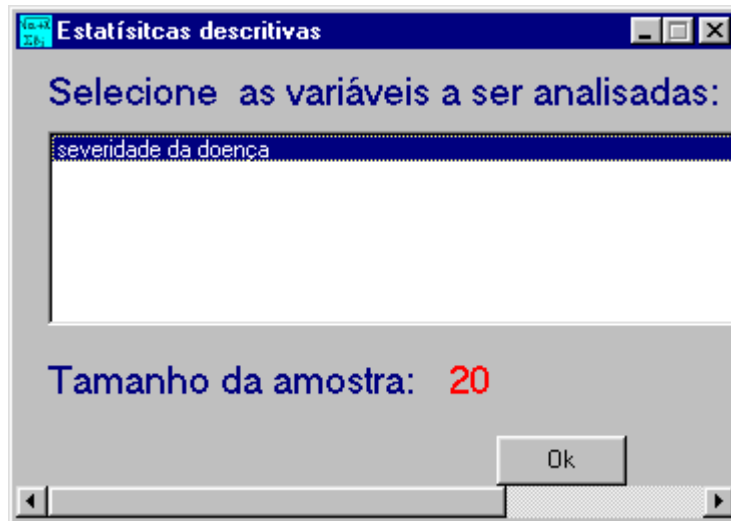 Estatísitcas descritivas
Selecione as variáveis a ser analisadas:
severidade da doença
Tamanho da amostra: 20
Ok